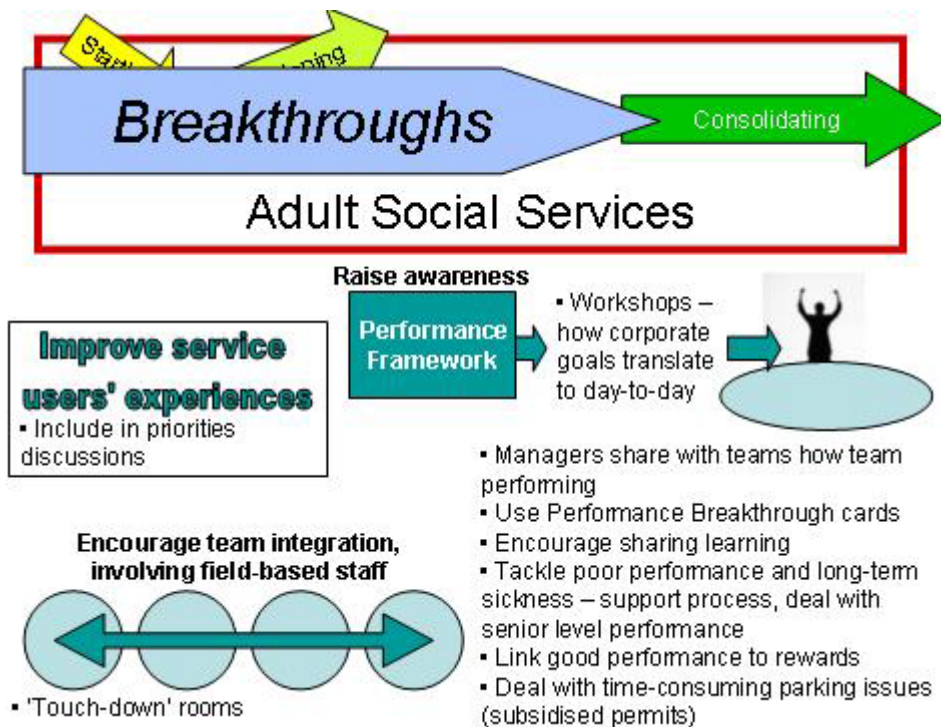 Breakthroughs
Consolidating
Adult Social Services
Raise awareness
Performance
Framework
▪ Workshops –
how corporate
goals translate
to day-to-day
Improve service
users' experiences
▪ Include in priorities
discussions
▪ Managers share with teams how team
performing
▪ Use Performance Breakthrough cards
▪ Encourage sharing learning
▪ Tackle poor performance and long-term
sickness – support process, deal with
senior level performance
▪ Link good performance to rewards
▪ Deal with time-consuming parking issues
(subsidised permits)
Encourage team integration,
involving field-based staff
▪ 'Touch-down' rooms